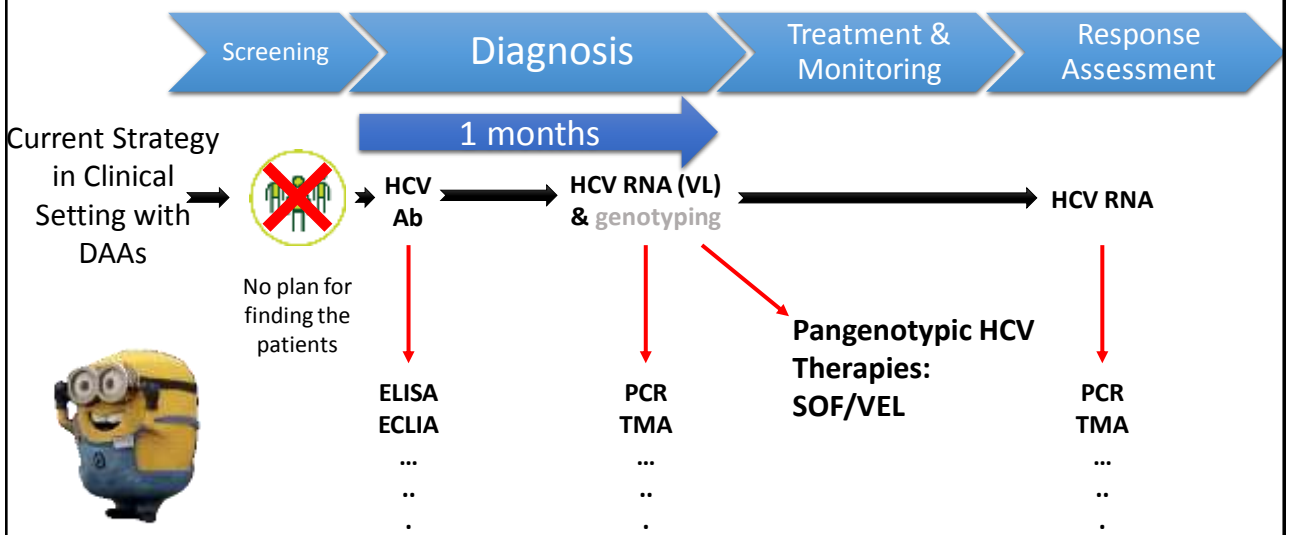 Screening
Diagnosis
Treatment &
Monitoring
Response
Assessment
1 months
Current Strategy
in Clinical
Setting with
DAAs
No plan for
finding the
patients
HCV
Ab
HCV RNA (VL)
& genotyping
HCV RNA
Pangenotypic HCV
Therapies:
SOF/VEL
ELISA
ECLIA
...
..
.
PCR
TMA
...
..
.
PCR
TMA
...
..
.